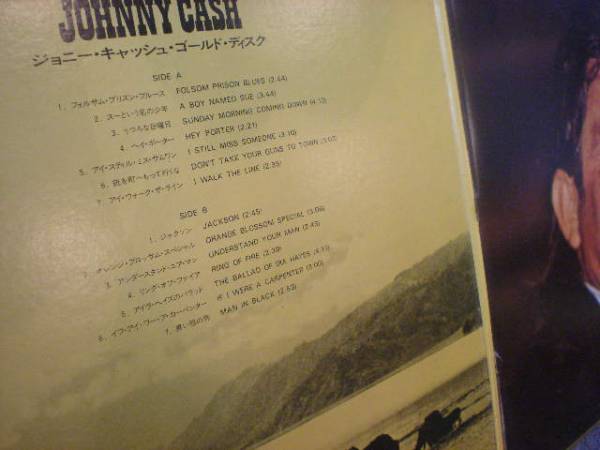 JOHNNY CASH
ジョニー・キャッシュ・ゴールド・ディスク
SIDE A
1. フォルサム・プリズン・ブルース FOLSOM PRISON BLUES (2:44)
2. スーという名の少年 A BOY NAMED SUE (3:44)
3. うつろな日曜日 SUNDAY MORNING COMING DOWN (4:10)
4. ヘイ・ポーター HEY PORTER (2:21)
5. アイ・スティル・ミス・サムワン I STILL MISS SOMEONE (3:10)
6. 銃を町へもって行くな DON'T TAKE YOUR GUNS TO TOWN (3:02)
7. アイ・ウォーク・ザ・ライン I WALK THE LINE (2:35)
SIDE B
1. ジャクソン JACKSON (2:45)
2. オレンジ・ブロッサム・スペシャル ORANGE BLOSSOM SPECIAL (3:06)
3. アンダースタンド・ユア・マン UNDERSTAND YOUR MAN (2:43)
4. リング・オブ・ファイア RING OF FIRE (2:39)
5. アイラ・ヘイズのバラッド THE BALLAD OF IRA HAYES (4:10)
6. イフ・アイ・ワー・ア・カーペンター IF I WERE A CARPENTER (3:00)
7. 黒い服の男 MAN IN BLACK (2:53)